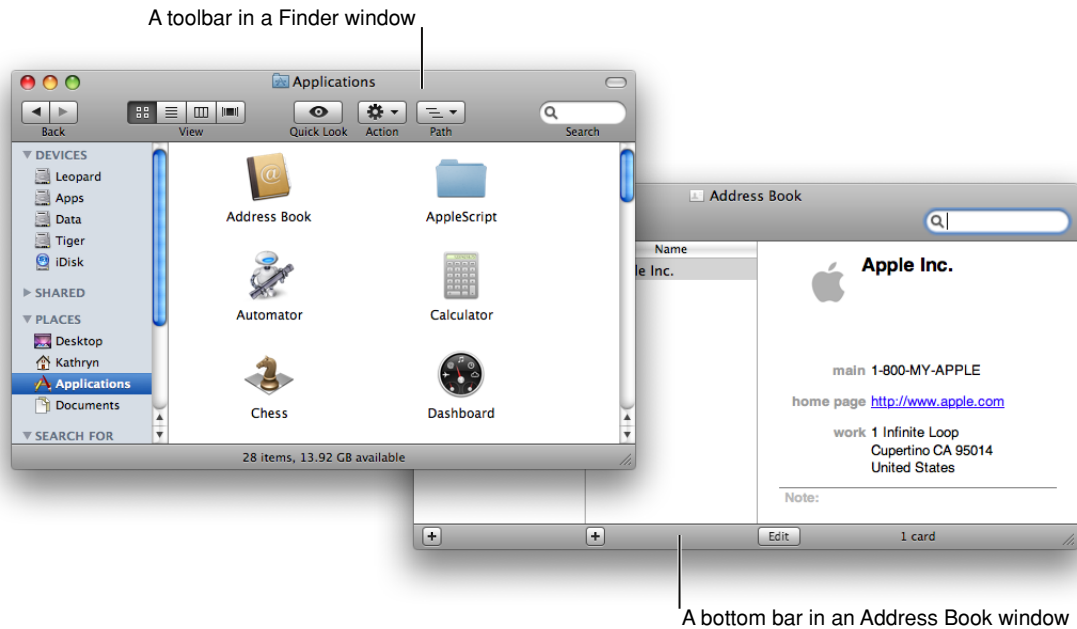 A toolbar in a Finder window
Applications
Back
View
Quick Look
Action
Path
Search
DEVICES
Leopard
Apps
Data
Tiger
iDisk
SHARED
PLACES
Desktop
Kathryn
Applications
Documents
SEARCH FOR
Address Book
AppleScript
Automator
Calculator
Chess
Dashboard
28 items, 13.92 GB available
Address Book
Name
le Inc.
Apple Inc.
main 1-800-MY-APPLE
home page http://www.apple.com
work 1 Infinite Loop
Cupertino CA 95014
United States
Note:
Edit
1 card
A bottom bar in an Address Book window